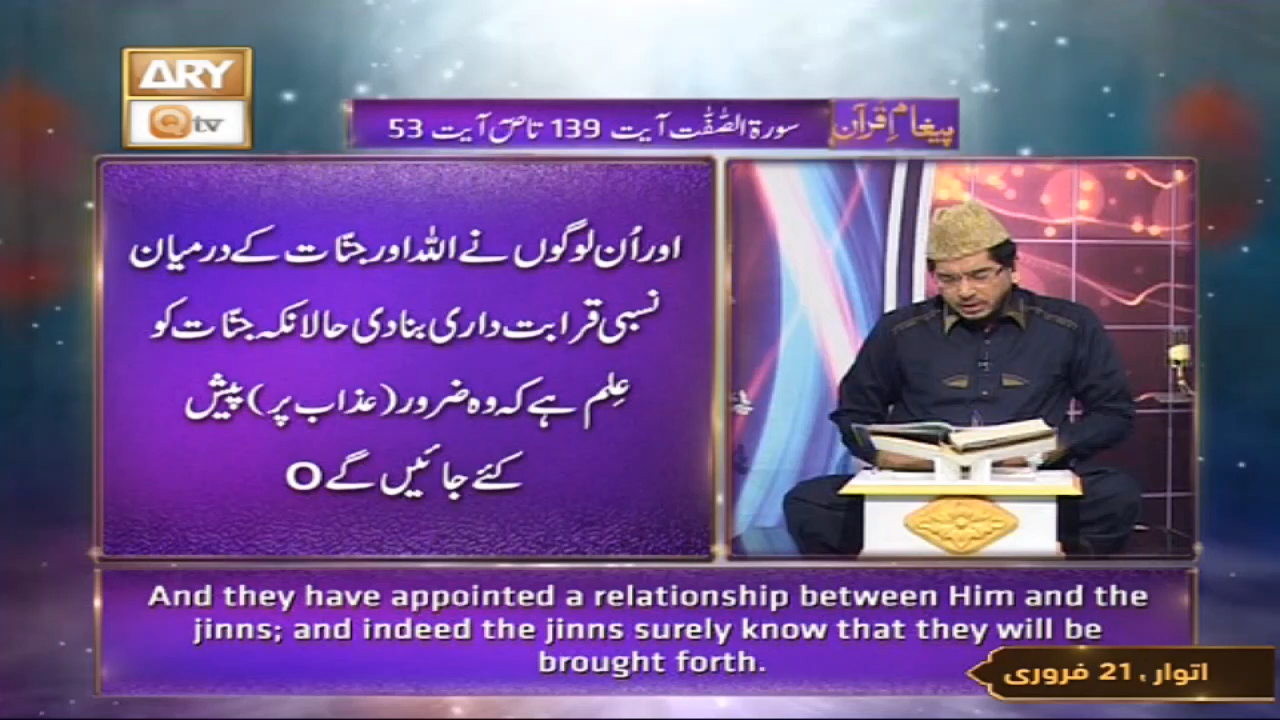 ARY
Qtv
پیغامِ قرآن
سورۃ الصّٰفّٰت آیت 139 تا صٓ آیت 53
اور اُن لوگوں نے اللہ اور جنّات کے درمیان
نسبی قرابت داری بنا دی حالانکہ جنّات کو
عِلم ہے کہ وہ ضرور (عذاب پر) پیش
کئے جائیں گے O
And they have appointed a relationship between Him and the
jinns; and indeed the jinns surely know that they will be
brought forth.
اتوار، 21 فروری